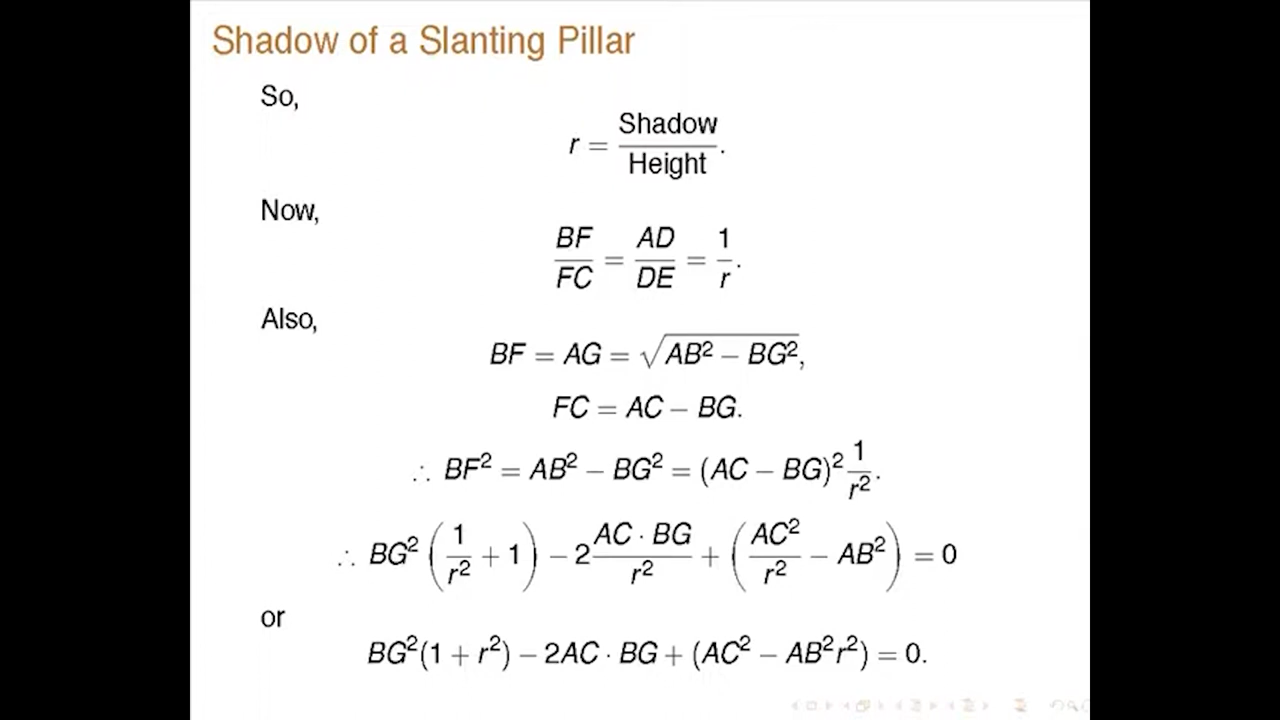 Shadow of a Slanting Pillar
So,
r = Shadow / Height.
Now,
BF / FC = AD / DE = 1 / r.
Also,
BF = AG = √(AB² − BG²),
FC = AC − BG.
∴ BF² = AB² − BG² = (AC − BG)² 1 / r².
∴ BG² (1 / r² + 1) − 2 AC · BG / r² + (AC² / r² − AB²) = 0
or
BG²(1 + r²) − 2AC · BG + (AC² − AB²r²) = 0.